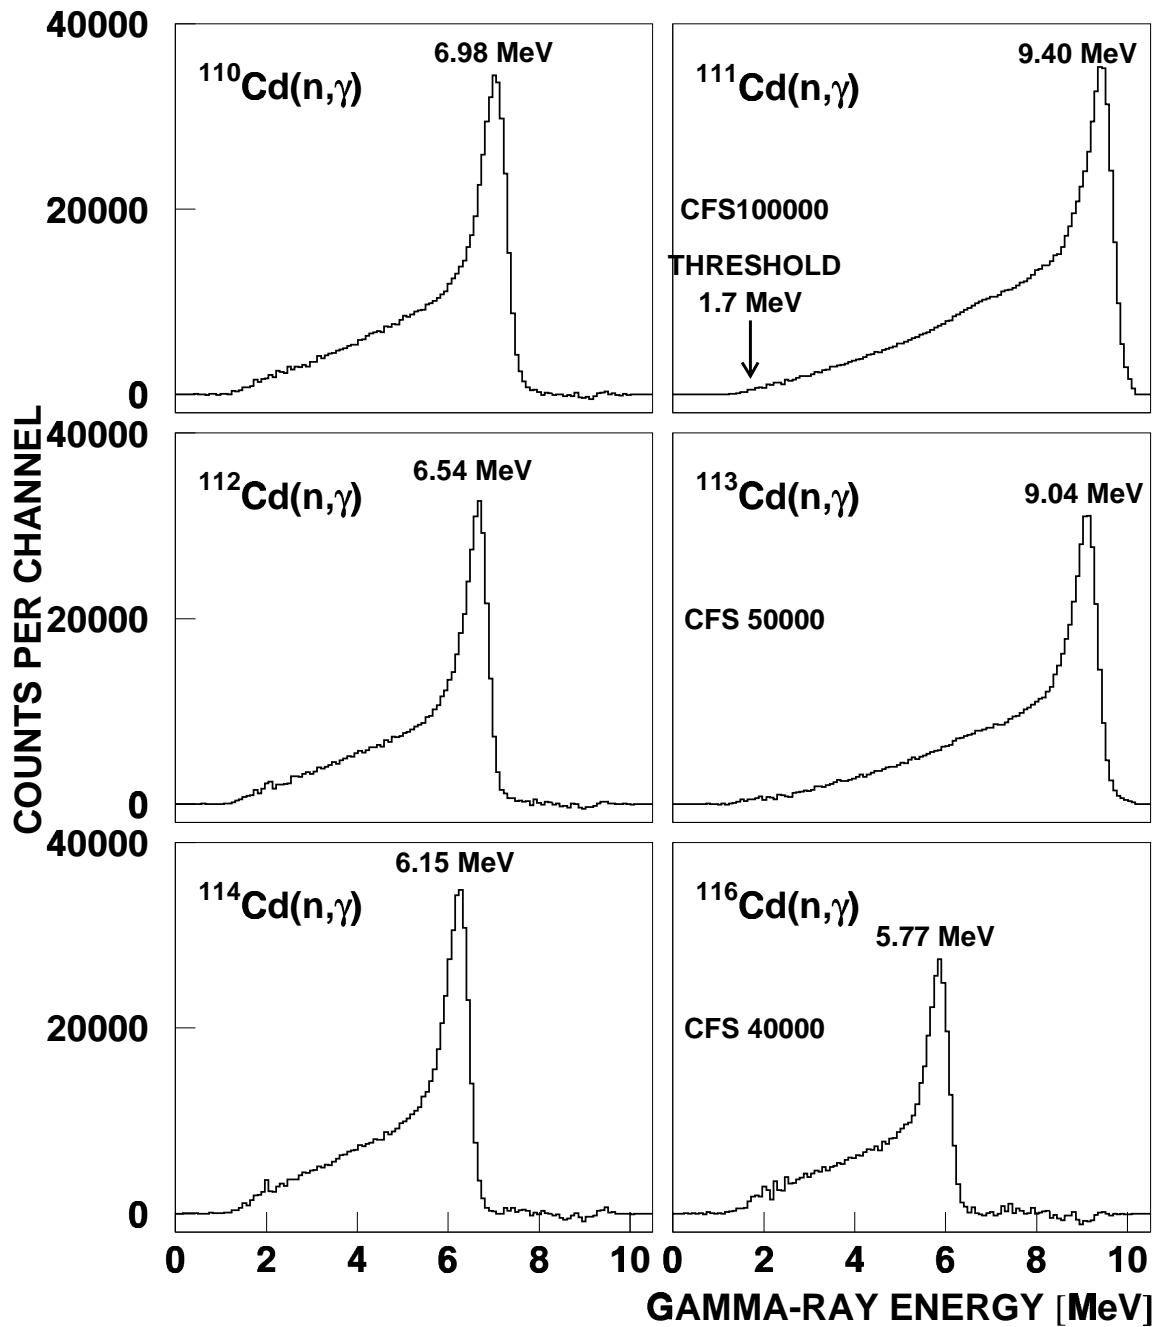 40000
20000
0
6.98 MeV
¹¹⁰Cd(n,γ)
9.40 MeV
¹¹¹Cd(n,γ)
CFS100000
THRESHOLD
1.7 MeV
40000
20000
0
6.54 MeV
¹¹²Cd(n,γ)
9.04 MeV
¹¹³Cd(n,γ)
CFS 50000
40000
20000
0
6.15 MeV
¹¹⁴Cd(n,γ)
¹¹⁶Cd(n,γ)
5.77 MeV
CFS 40000
0 2 4 6 8 10
0 2 4 6 8 10
COUNTS PER CHANNEL
GAMMA-RAY ENERGY [MeV]